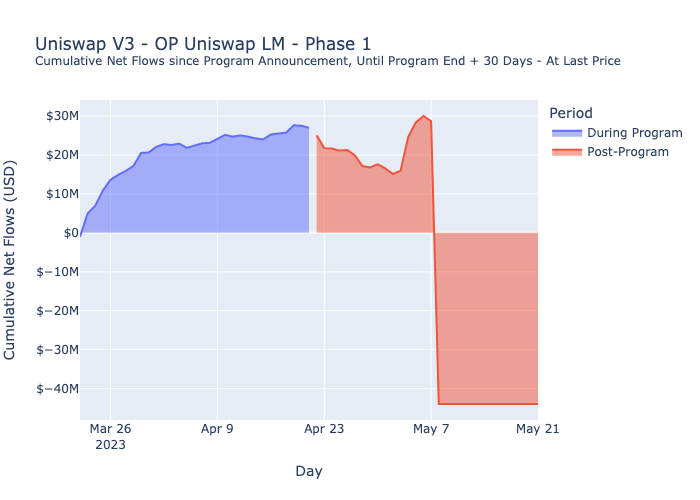 Uniswap V3 - OP Uniswap LM - Phase 1
Cumulative Net Flows since Program Announcement, Until Program End + 30 Days - At Last Price
Period
During Program
Post-Program
Cumulative Net Flows (USD)
$30M
$20M
$10M
$0
$−10M
$−20M
$−30M
$−40M
Mar 26
2023
Apr 9
Apr 23
May 7
May 21
Day